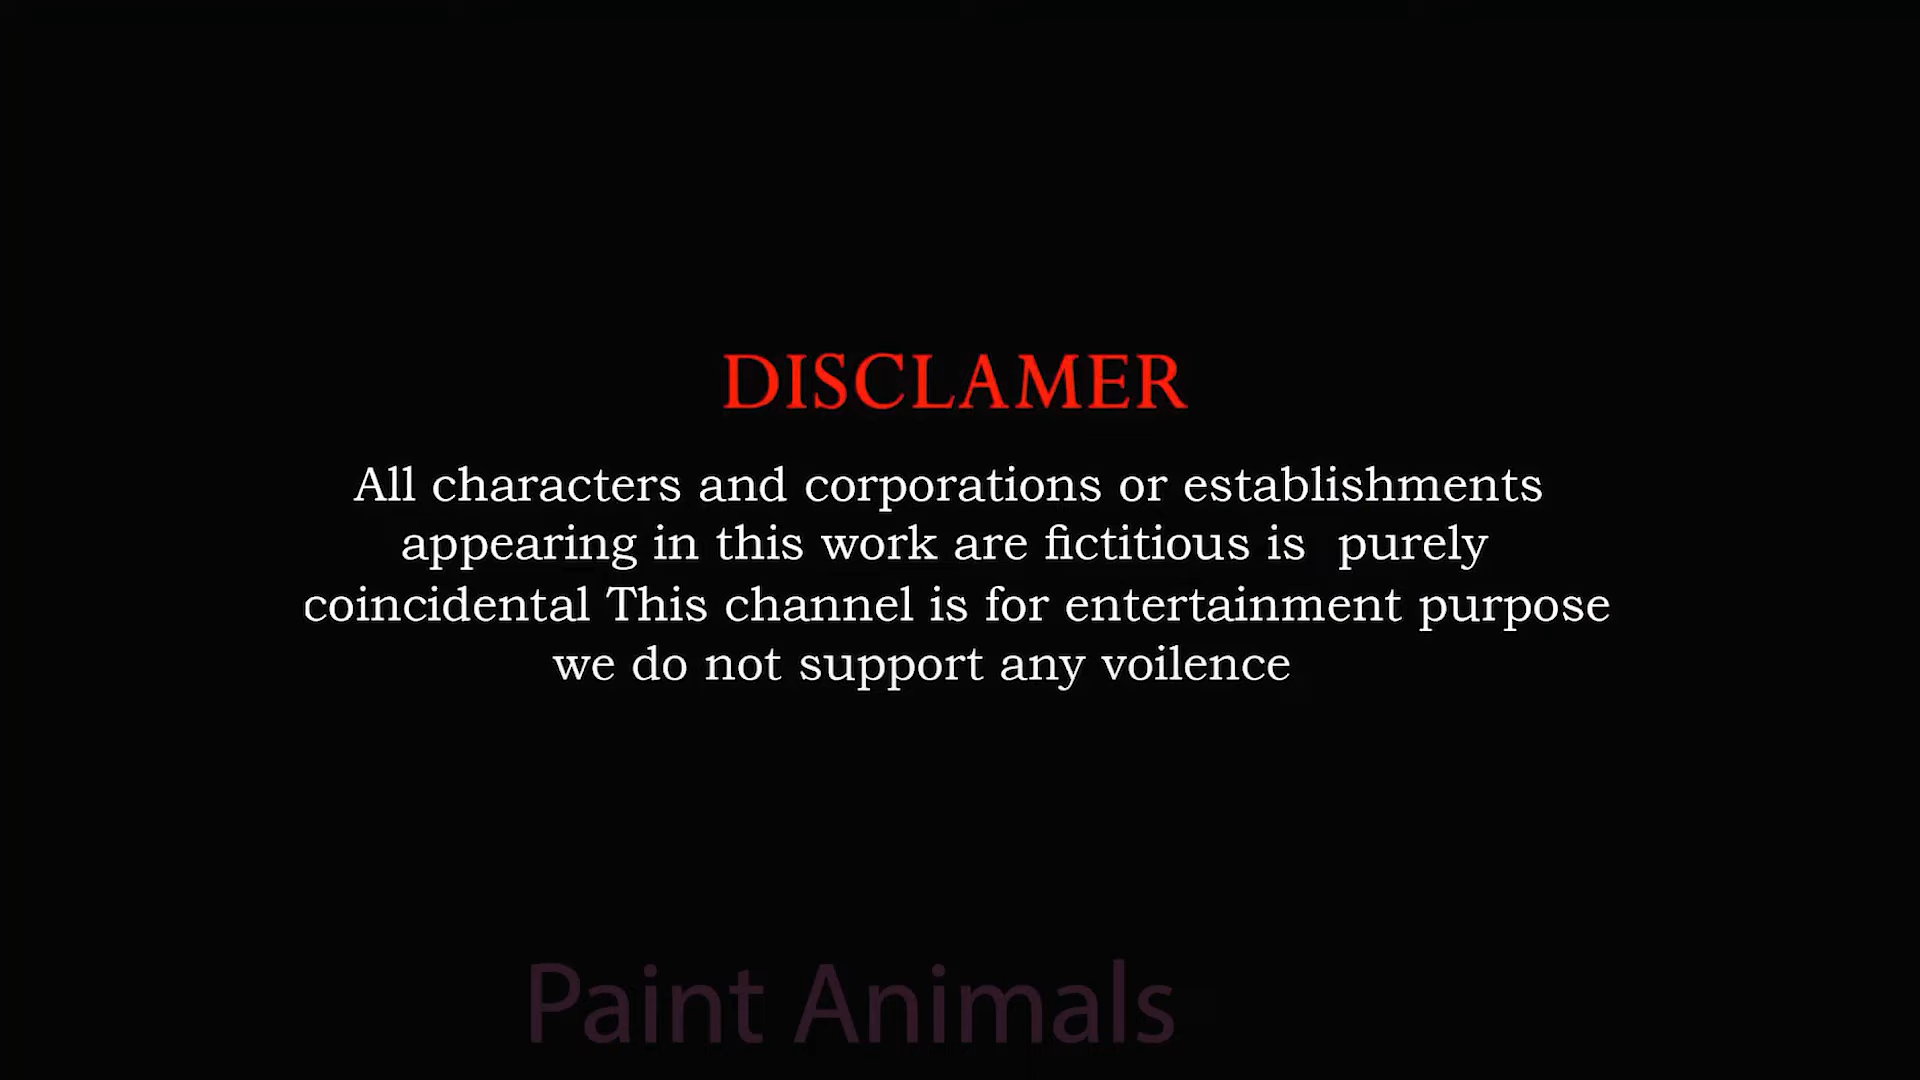 DISCLAMER
All characters and corporations or establishments
appearing in this work are fictitious is purely
coincidental This channel is for entertainment purpose
we do not support any voilence
Paint Animals